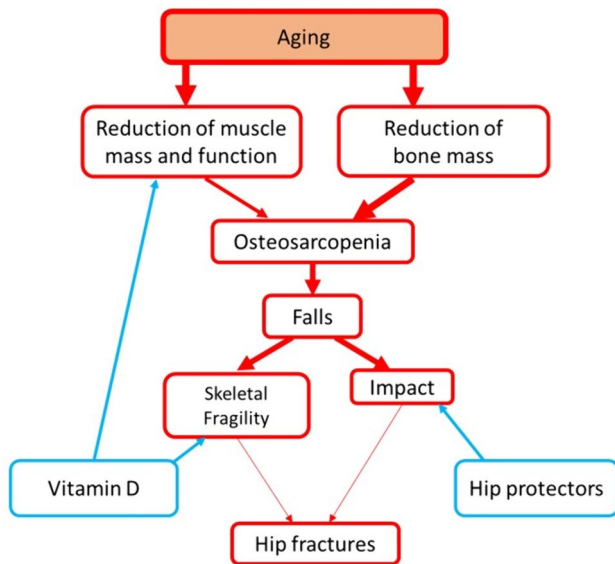 Aging
Reduction of muscle
mass and function
Reduction of
bone mass
Osteosarcopenia
Falls
Skeletal
Fragility
Impact
Vitamin D
Hip protectors
Hip fractures